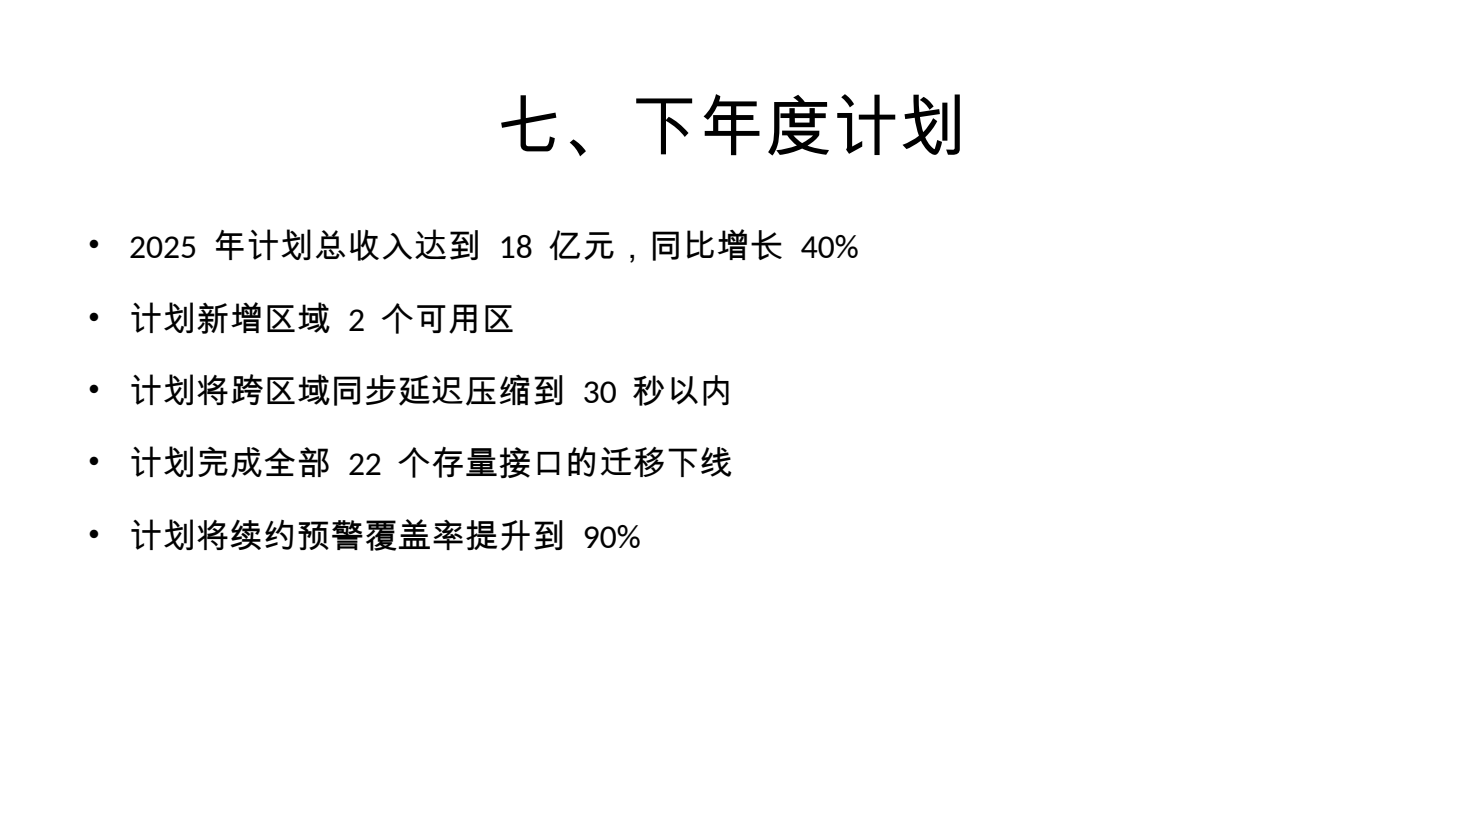 七、下年度计划
• 2025 年计划总收入达到 18 亿元，同比增长 40%
• 计划新增区域 2 个可用区
• 计划将跨区域同步延迟压缩到 30 秒以内
• 计划完成全部 22 个存量接口的迁移下线
• 计划将续约预警覆盖率提升到 90%